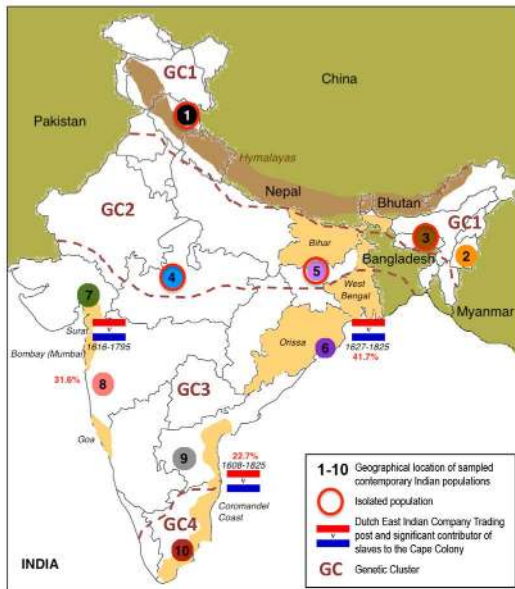 GC1
China
1
Pakistan
Hymalayas
Nepal
Bhutan
GC1
GC2
3
Bihar
Bangladesh
2
4
5
West
Bengal
Myanmar
7
Surat
v
1616-1795
Orissa
6
v
1627-1825
41.7%
Bombay (Mumbai)
31.6%
8
GC3
Goa
9
22.7%
1608-1825
v
Coromandel
Coast
GC4
10
INDIA
1-10 Geographical location of sampled
contemporary Indian populations
Isolated population
Dutch East Indian Company Trading
v post and significant contributor of
slaves to the Cape Colony
GC Genetic Cluster